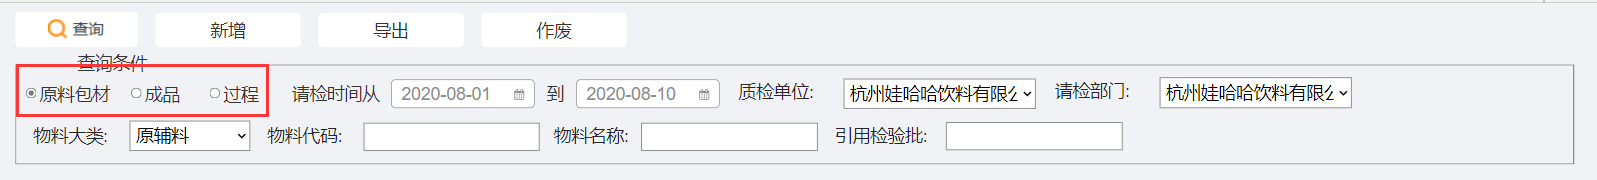 查询 新增 导出 作废
查询条件
原料包材 成品 过程 请检时间从 2020-08-01 到 2020-08-10 质检单位: 杭州娃哈哈饮料有限公 请检部门: 杭州娃哈哈饮料有限公
物料大类: 原辅料 物料代码: 物料名称: 引用检验批: